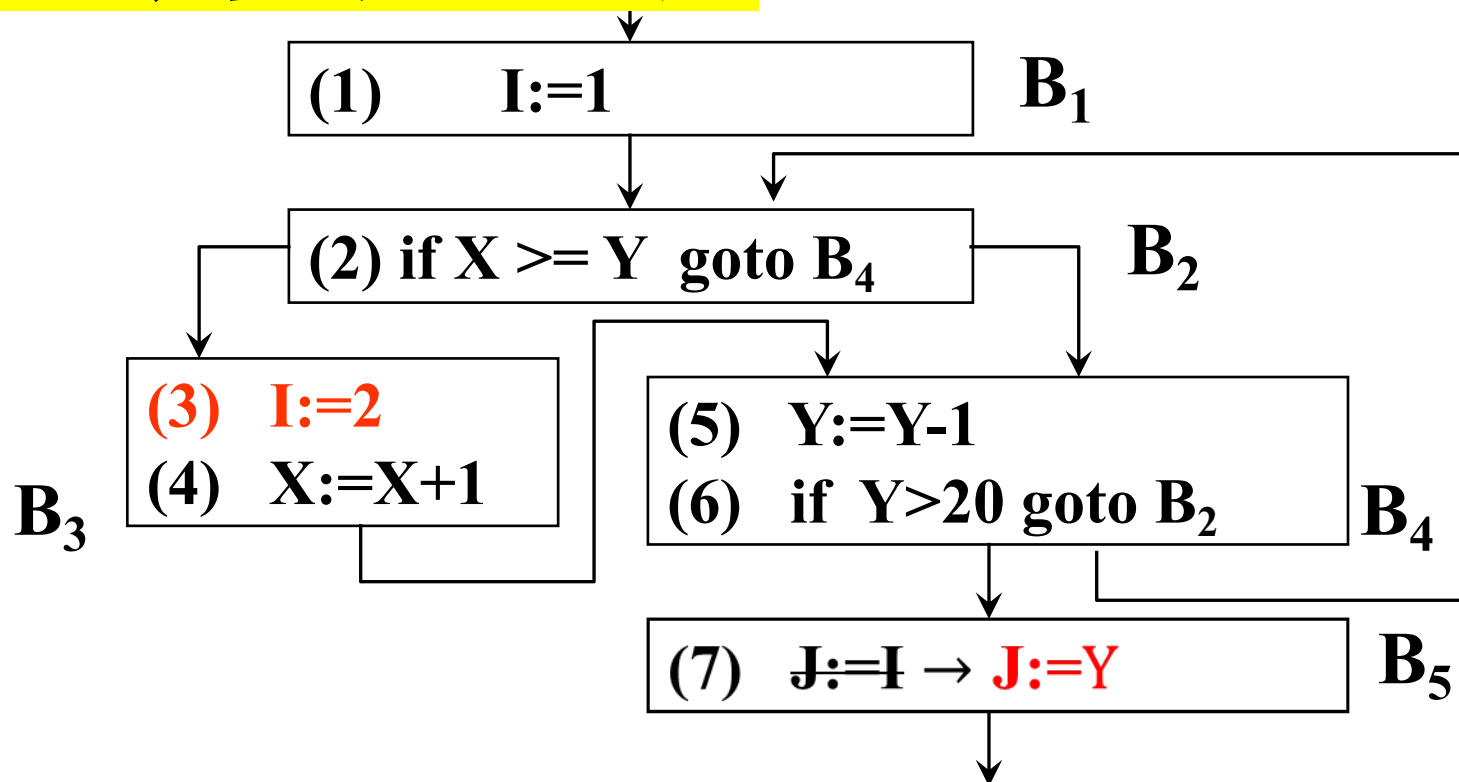 (1) I:=1
B₁
(2) if X >= Y goto B₄
B₂
(3) I:=2
(4) X:=X+1
B₃
(5) Y:=Y-1
(6) if Y>20 goto B₂
B₄
(7) J:=I → J:=Y
B₅